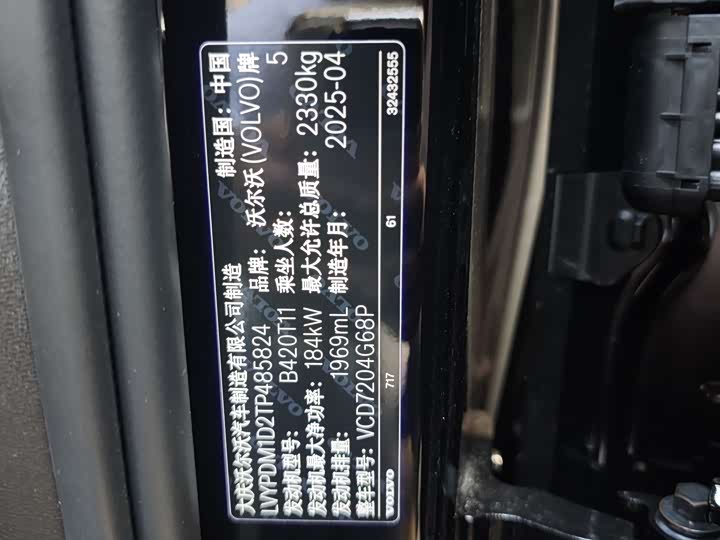 大庆沃尔沃汽车制造有限公司制造 制造国：中国
LVYPDM1D2TP485824 品牌：沃尔沃(VOLVO)牌
发动机型号：B420T11 乘坐人数：5
发动机最大净功率：184kW 最大允许总质量：2330kg
发动机排量：1969mL 制造年月：2025-04
整车型号：VCD7204G68P
VOLVO 717 61 32432555